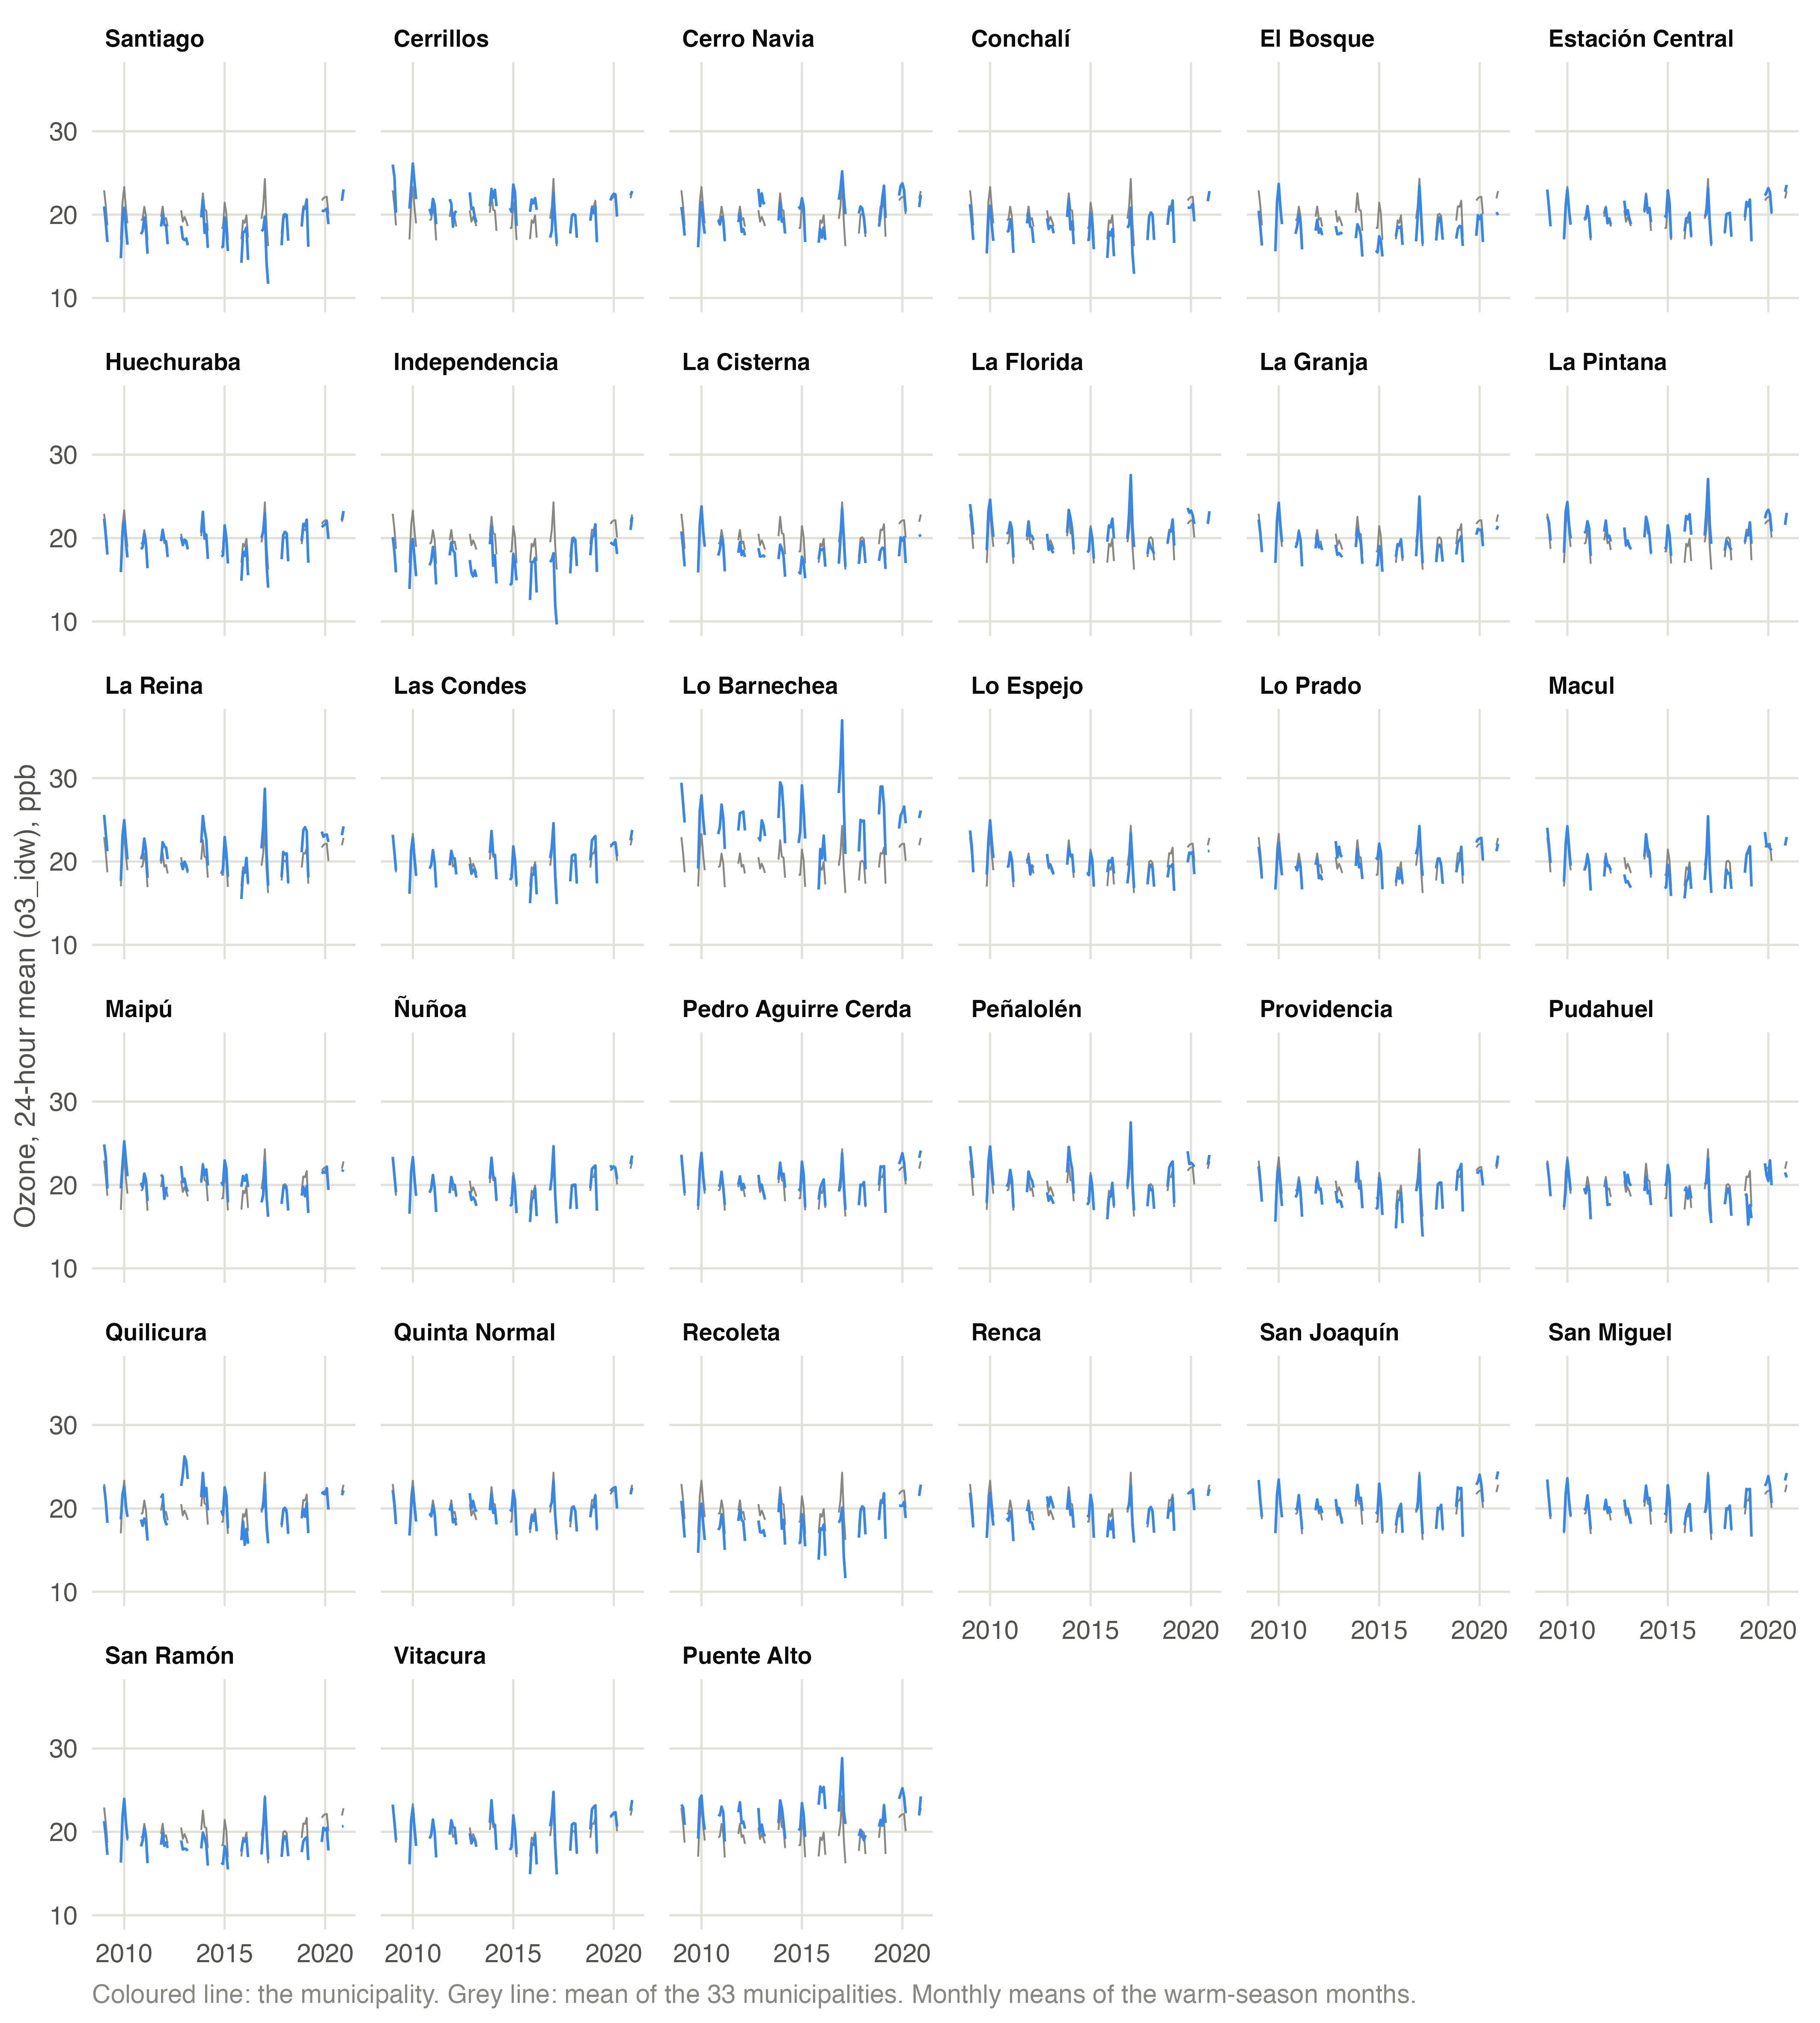 Santiago Cerrillos Cerro Navia Conchalí El Bosque Estación Central
30
20
10
Huechuraba Independencia La Cisterna La Florida La Granja La Pintana
30
20
10
La Reina Las Condes Lo Barnechea Lo Espejo Lo Prado Macul
30
20
10
Ozone, 24-hour mean (o3_idw), ppb
Maipú Ñuñoa Pedro Aguirre Cerda Peñalolén Providencia Pudahuel
30
20
10
Quilicura Quinta Normal Recoleta Renca San Joaquín San Miguel
30
20
10
2010 2015 2020 2010 2015 2020 2010 2015 2020
San Ramón Vitacura Puente Alto
30
20
10
2010 2015 2020 2010 2015 2020 2010 2015 2020
Coloured line: the municipality. Grey line: mean of the 33 municipalities. Monthly means of the warm-season months.